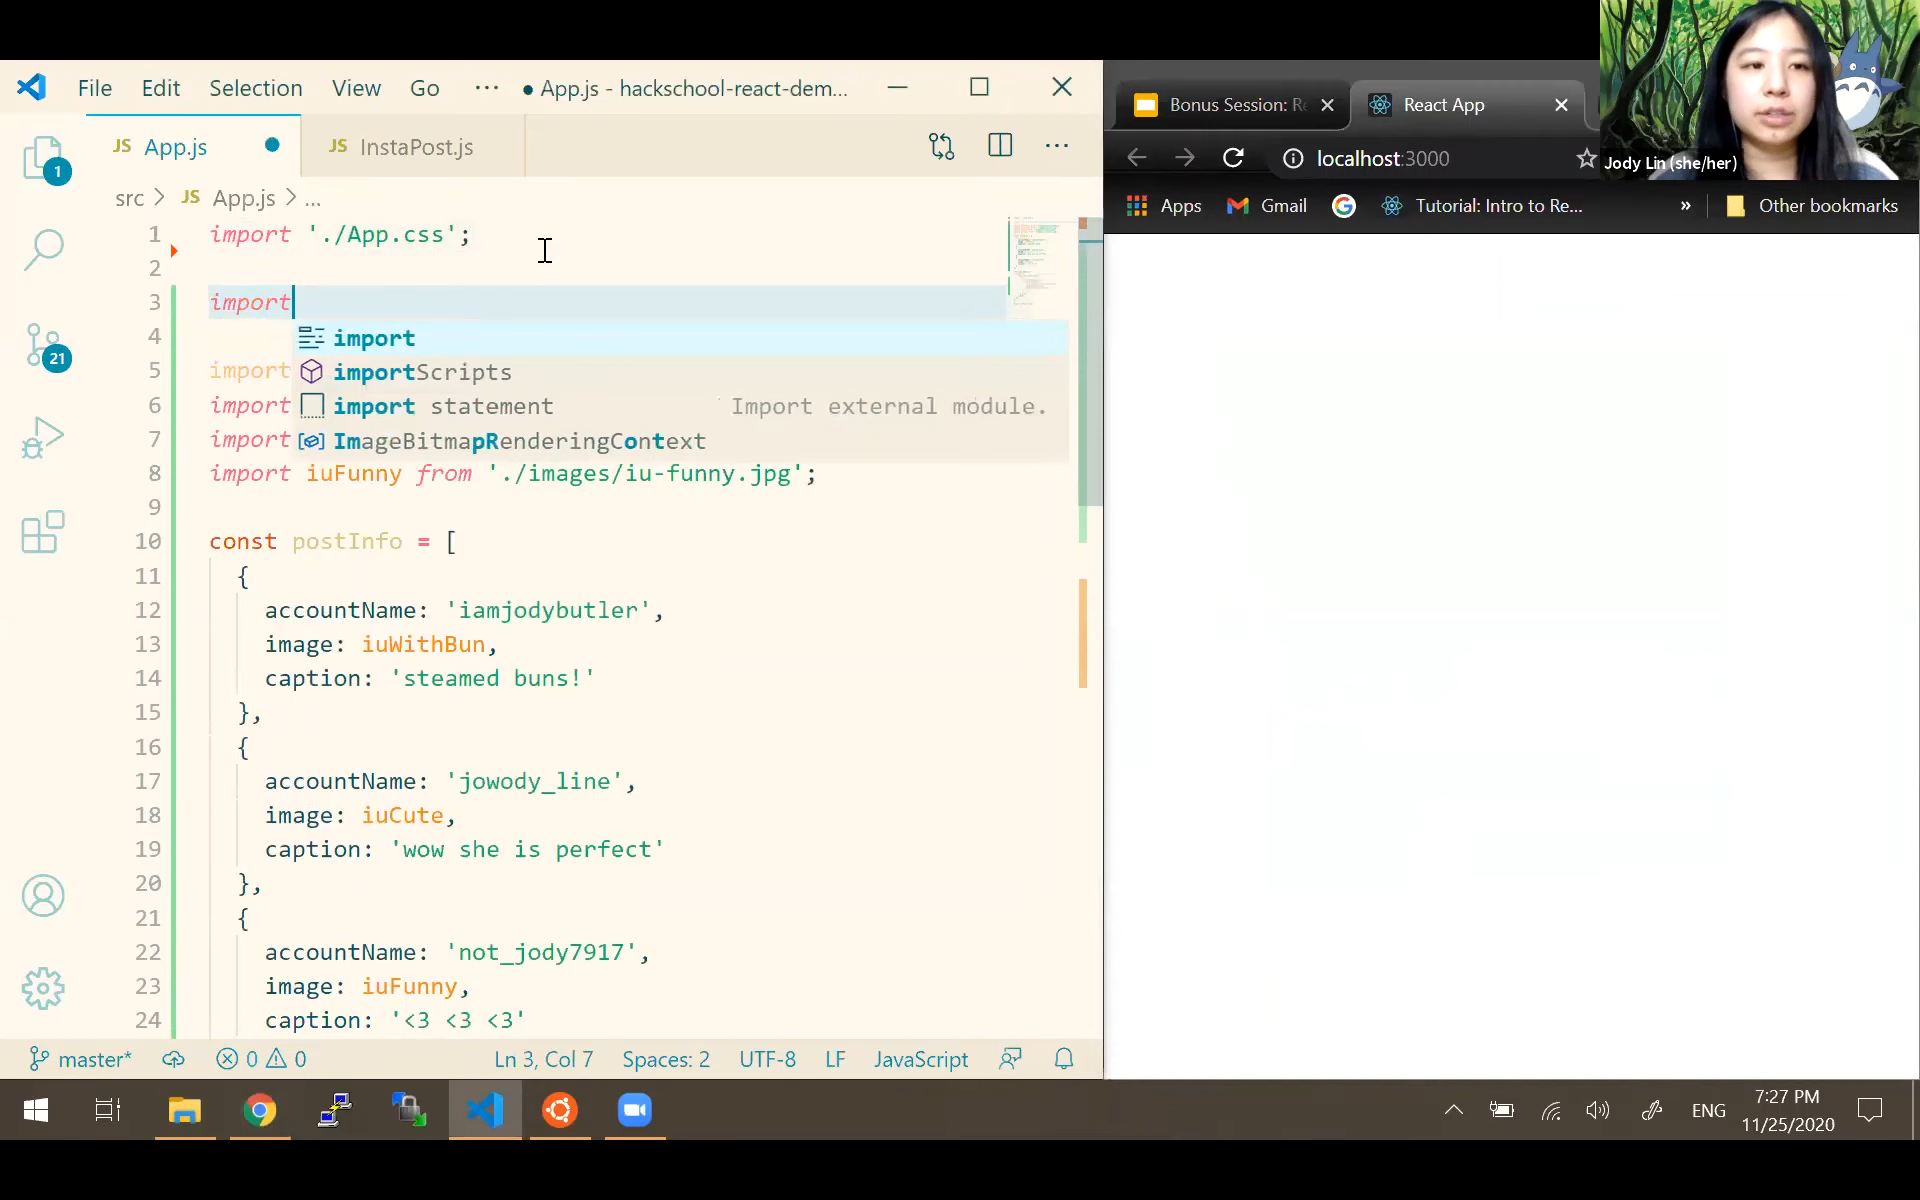 File Edit Selection View Go ··· ● App.js - hackschool-react-dem...
JS App.js
JS InstaPost.js
src > JS App.js > ...
1 import './App.css';
2
3 import
4
5 import
6 import
7 import
8 import iuFunny from './images/iu-funny.jpg';
9
10 const postInfo = [
11 {
12 accountName: 'iamjodybutler',
13 image: iuWithBun,
14 caption: 'steamed buns!'
15 },
16 {
17 accountName: 'jowody_line',
18 image: iuCute,
19 caption: 'wow she is perfect'
20 },
21 {
22 accountName: 'not_jody7917',
23 image: iuFunny,
24 caption: '<3 <3 <3'
import
importScripts
import statement Import external module.
ImageBitmapRenderingContext
1
21
master* 0 0 Ln 3, Col 7 Spaces: 2 UTF-8 LF JavaScript
Bonus Session: Re
React App
localhost:3000
Apps Gmail Tutorial: Intro to Re... » Other bookmarks
Jody Lin (she/her)
ENG
7:27 PM
11/25/2020